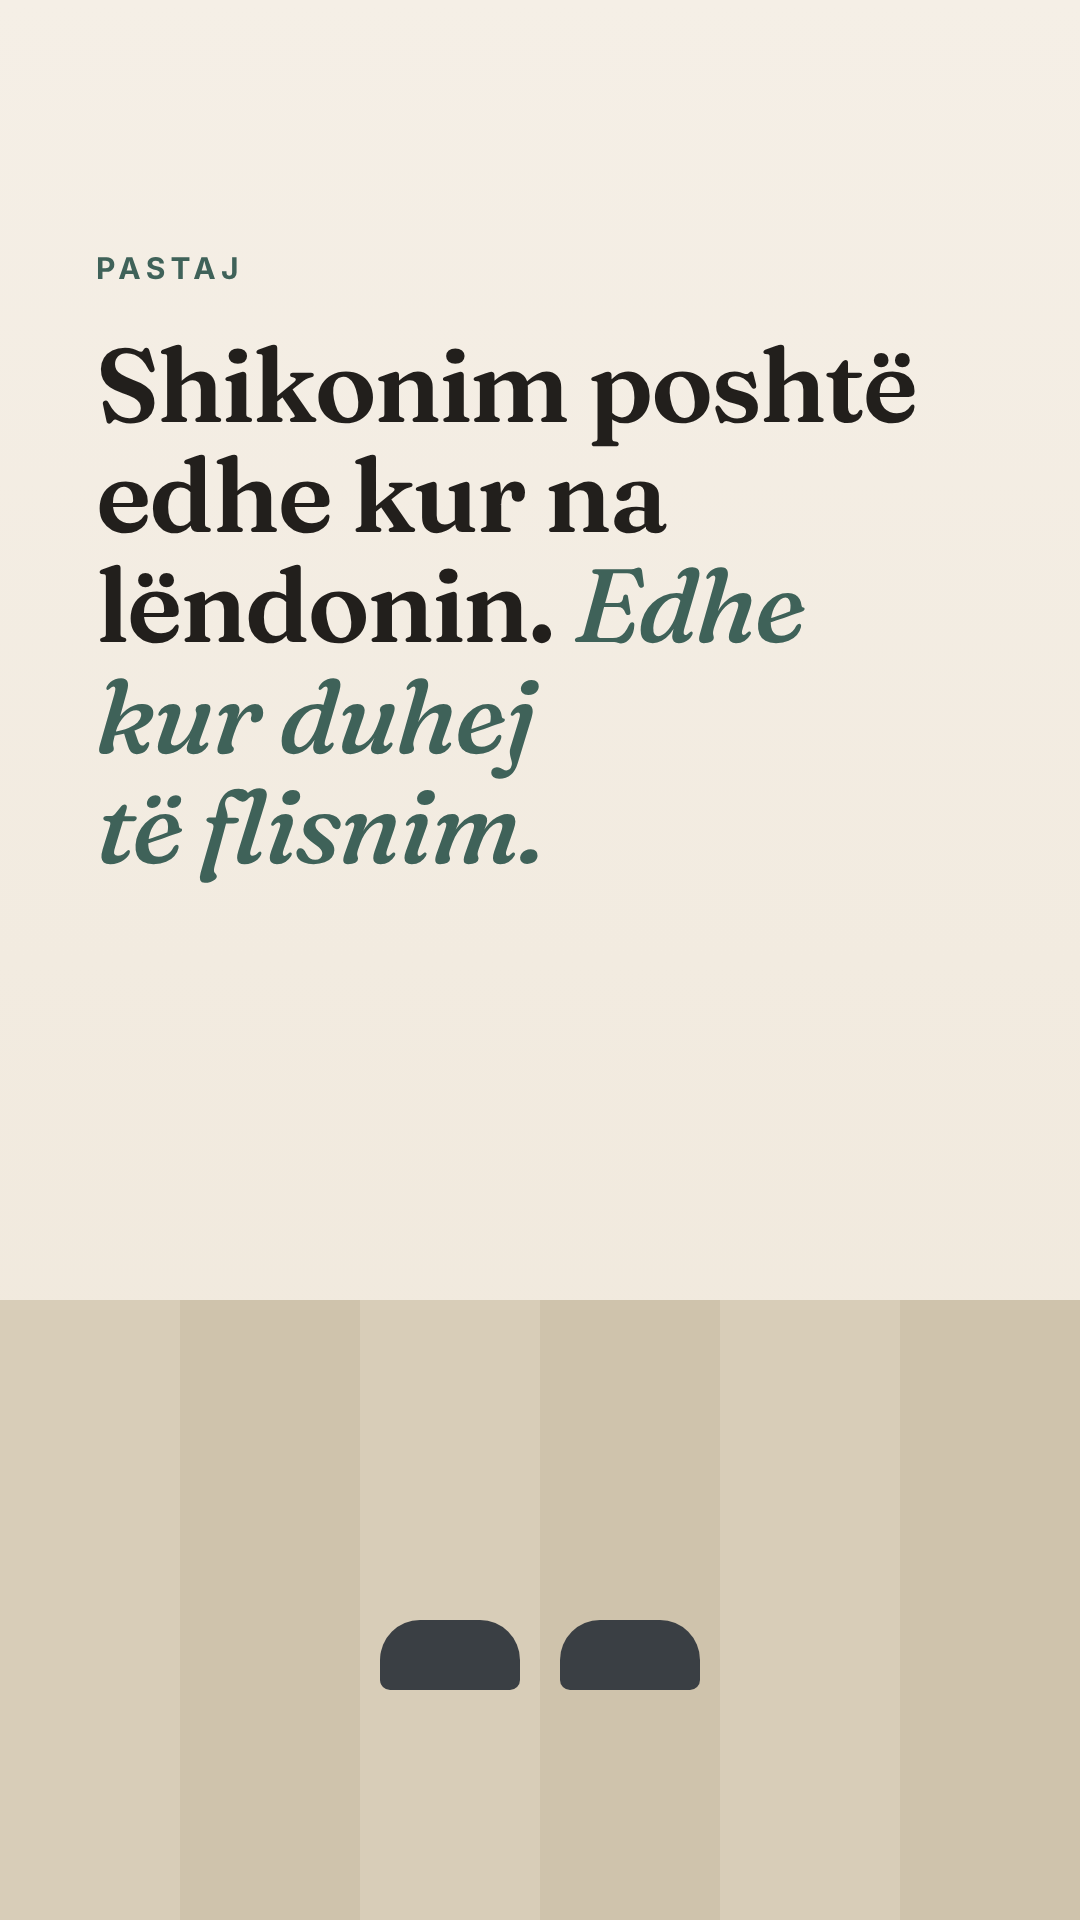 PASTAJ
Shikonim poshtë
edhe kur na
lëndonin. Edhe
kur duhej
të flisnim.